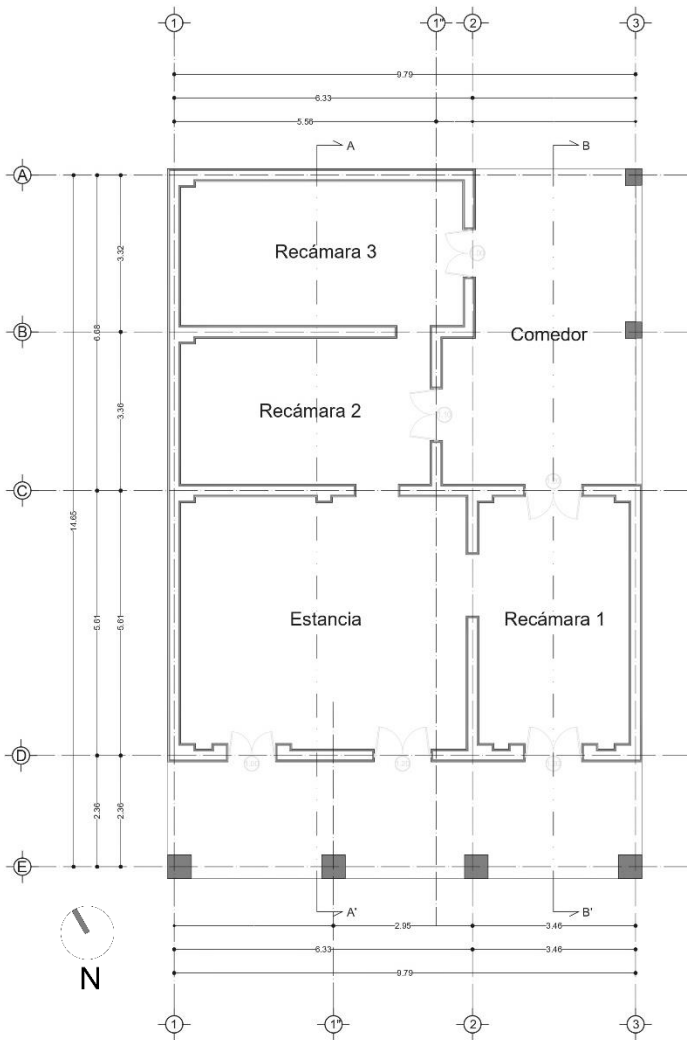 1 1" 2 3
9.79
6.33
5.56
A B
A
3.32
Recámara 3
6.68
B
Comedor
3.36
Recámara 2
C
14.65
5.61 5.61
Estancia Recámara 1
D
2.36 2.36
E
A' B'
N
2.95 3.46
6.33 3.46
9.79
1 1" 2 3